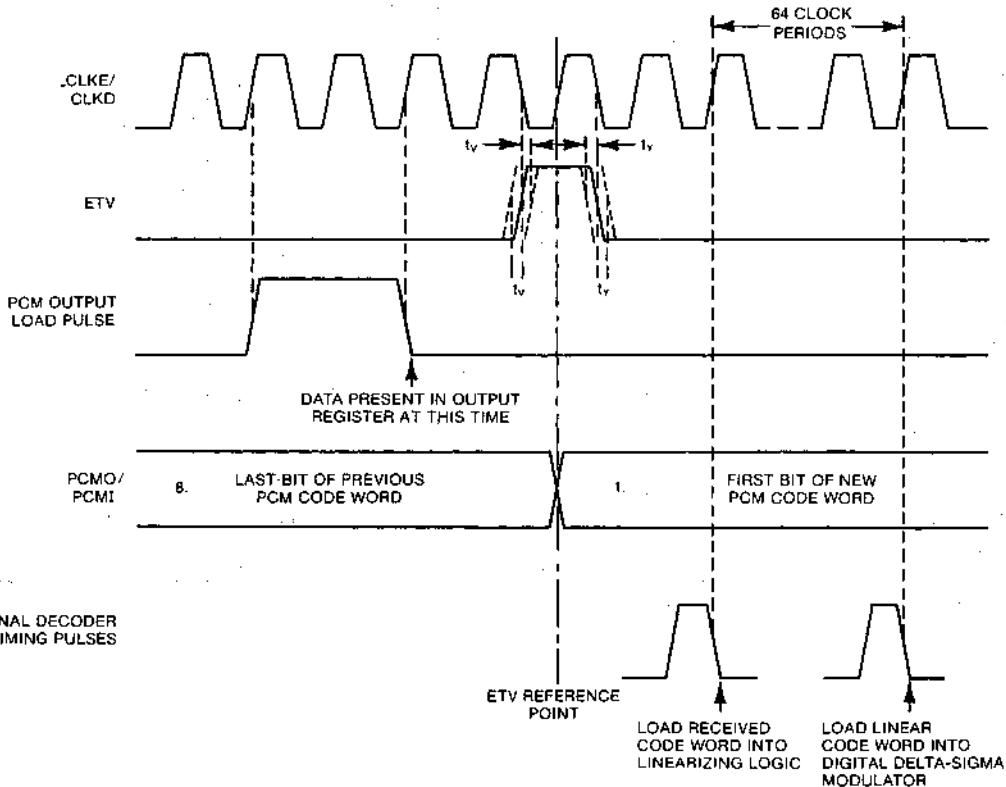 64 CLOCK
PERIODS
CLKE/
CLKD
tv
tv
ETV
tv
tv
PCM OUTPUT
LOAD PULSE
DATA PRESENT IN OUTPUT
REGISTER AT THIS TIME
PCMO/
PCMI
8.
LAST-BIT OF PREVIOUS
PCM CODE WORD
1.
FIRST BIT OF NEW
PCM CODE WORD
NAL DECODER
IMING PULSES
ETV REFERENCE
POINT
LOAD RECEIVED
CODE WORD INTO
LINEARIZING LOGIC
LOAD LINEAR
CODE WORD INTO
DIGITAL DELTA-SIGMA
MODULATOR